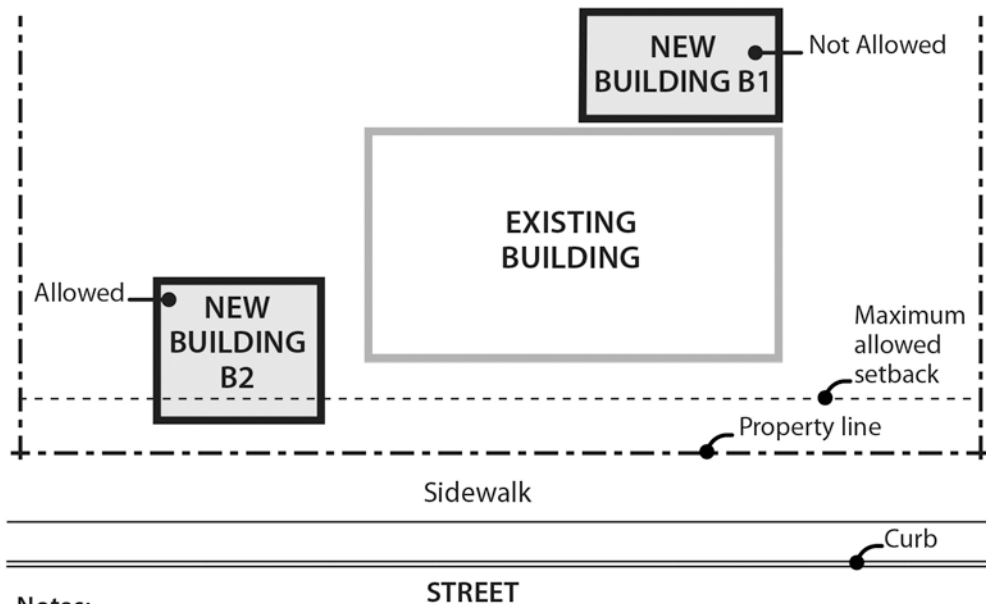 NEW
BUILDING B1
Not Allowed
EXISTING
BUILDING
Allowed
NEW
BUILDING
B2
Maximum
allowed
setback
Property line
Sidewalk
Curb
STREET
Notes: